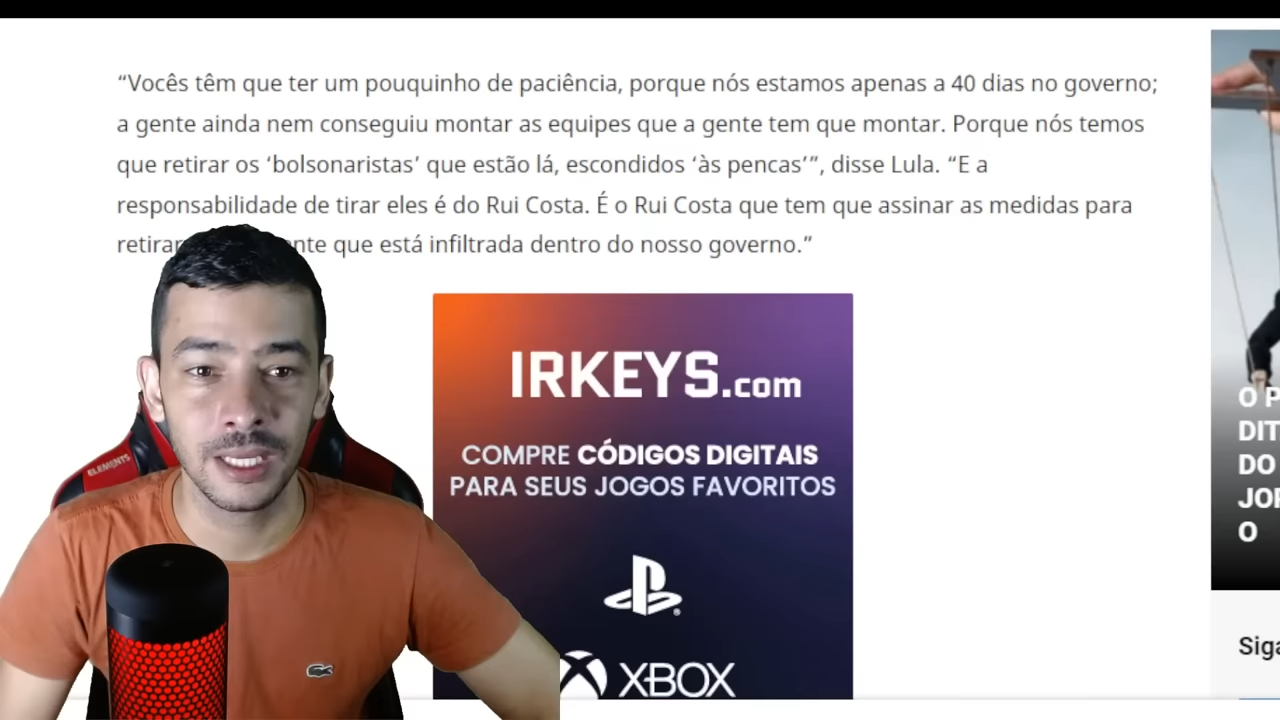 “Vocês têm que ter um pouquinho de paciência, porque nós estamos apenas a 40 dias no governo;
a gente ainda nem conseguiu montar as equipes que a gente tem que montar. Porque nós temos
que retirar os ‘bolsonaristas’ que estão lá, escondidos ‘às pencas’”, disse Lula. “E a
responsabilidade de tirar eles é do Rui Costa. É o Rui Costa que tem que assinar as medidas para
que está infiltrada dentro do nosso governo.”
IRKEYS.com
COMPRE CÓDIGOS DIGITAIS
PARA SEUS JOGOS FAVORITOS
XBOX
ELEMENTS
O
DO
O